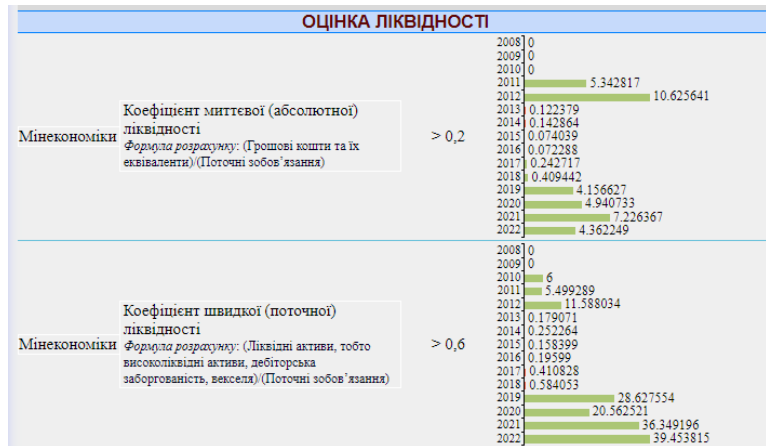 ОЦІНКА ЛІКВІДНОСТІ
Мінекономіки
Коефіцієнт миттєвої (абсолютної)
ліквідності
Формула розрахунку: (Грошові кошти та їх
еквіваленти)/(Поточні зобов’язання)
> 0,2
2008 0
2009 0
2010 0
2011 5.342817
2012 10.625641
2013 0.122379
2014 0.142864
2015 0.074039
2016 0.072288
2017 0.242717
2018 0.409442
2019 4.156627
2020 4.940733
2021 7.226367
2022 4.362249
Мінекономіки
Коефіцієнт швидкої (поточної)
ліквідності
Формула розрахунку: (Ліквідні активи, тобто
високоліквідні активи, дебіторська
заборгованість, векселя)/(Поточні зобов’язання)
> 0,6
2008 0
2009 0
2010 6
2011 5.499289
2012 11.588034
2013 0.179071
2014 0.252264
2015 0.158399
2016 0.19599
2017 0.410828
2018 0.584053
2019 28.627554
2020 20.562521
2021 36.349196
2022 39.453815